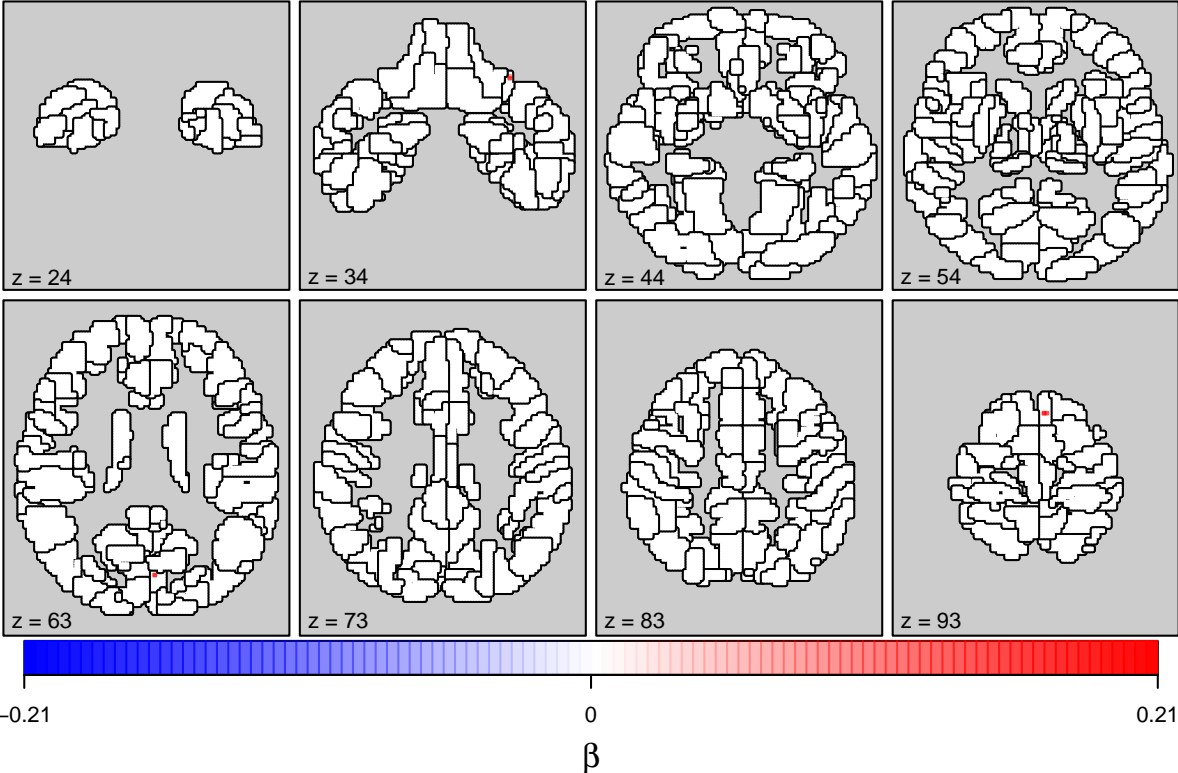 z = 24
z = 34
z = 44
z = 54
z = 63
z = 73
z = 83
z = 93
−0.21
0
0.21
β